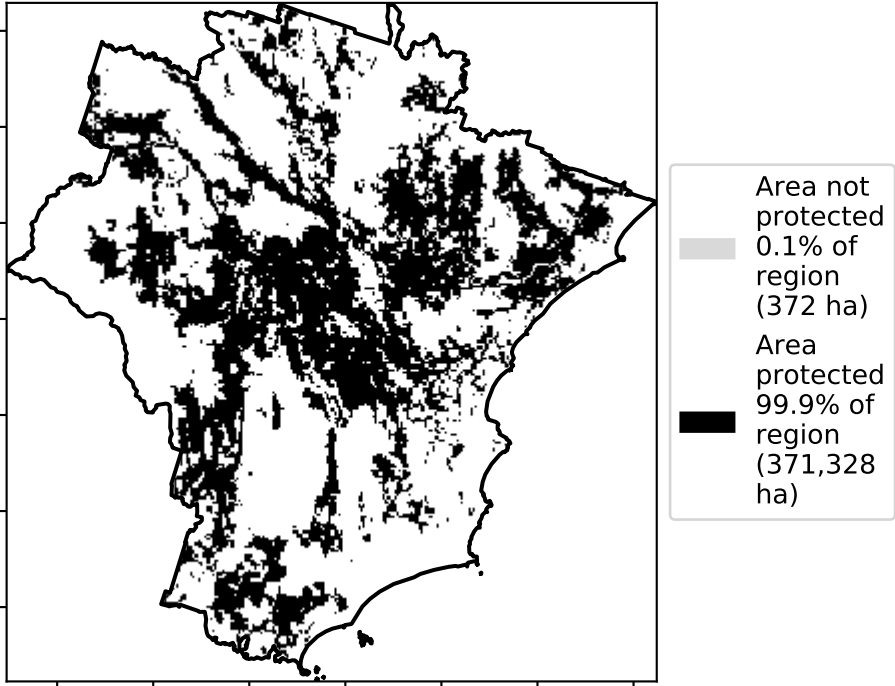 Area not
protected
0.1% of
region
(372 ha)
Area
protected
99.9% of
region
(371,328
ha)